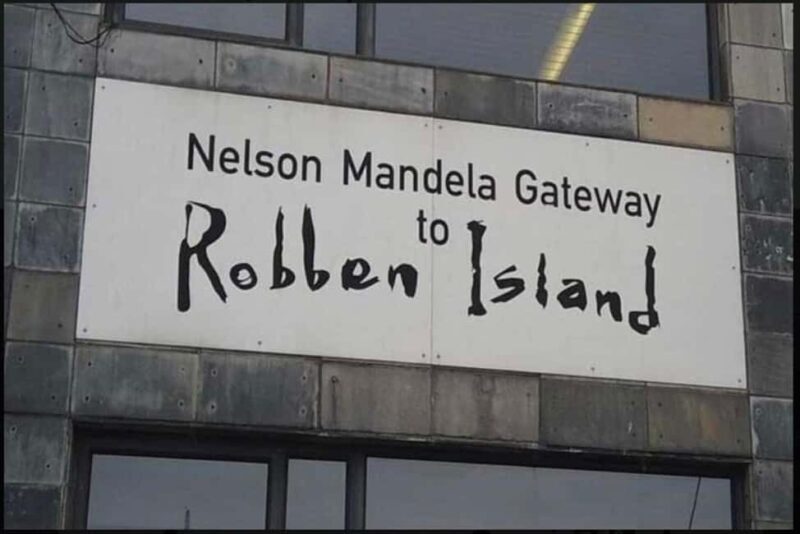 Nelson Mandela Gateway
to
Robben Island